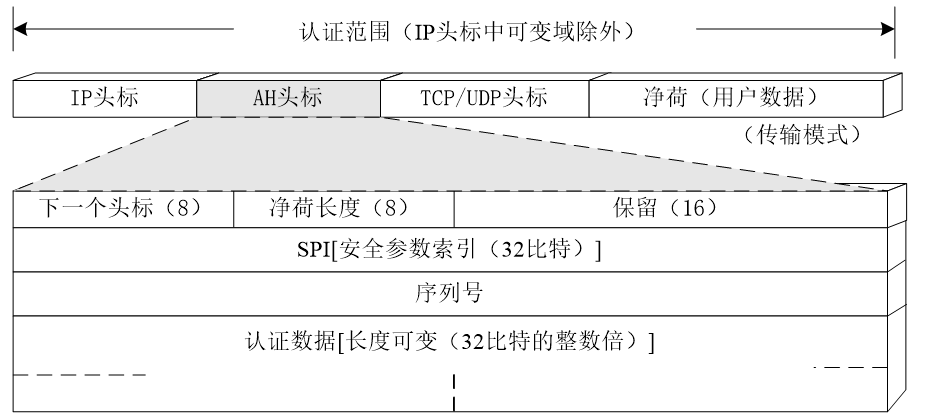 认证范围（IP头标中可变域除外）
IP头标 AH头标 TCP/UDP头标 净荷（用户数据）
（传输模式）
下一个头标（8） 净荷长度（8） 保留（16）
SPI[安全参数索引（32比特）]
序列号
认证数据[长度可变（32比特的整数倍）]